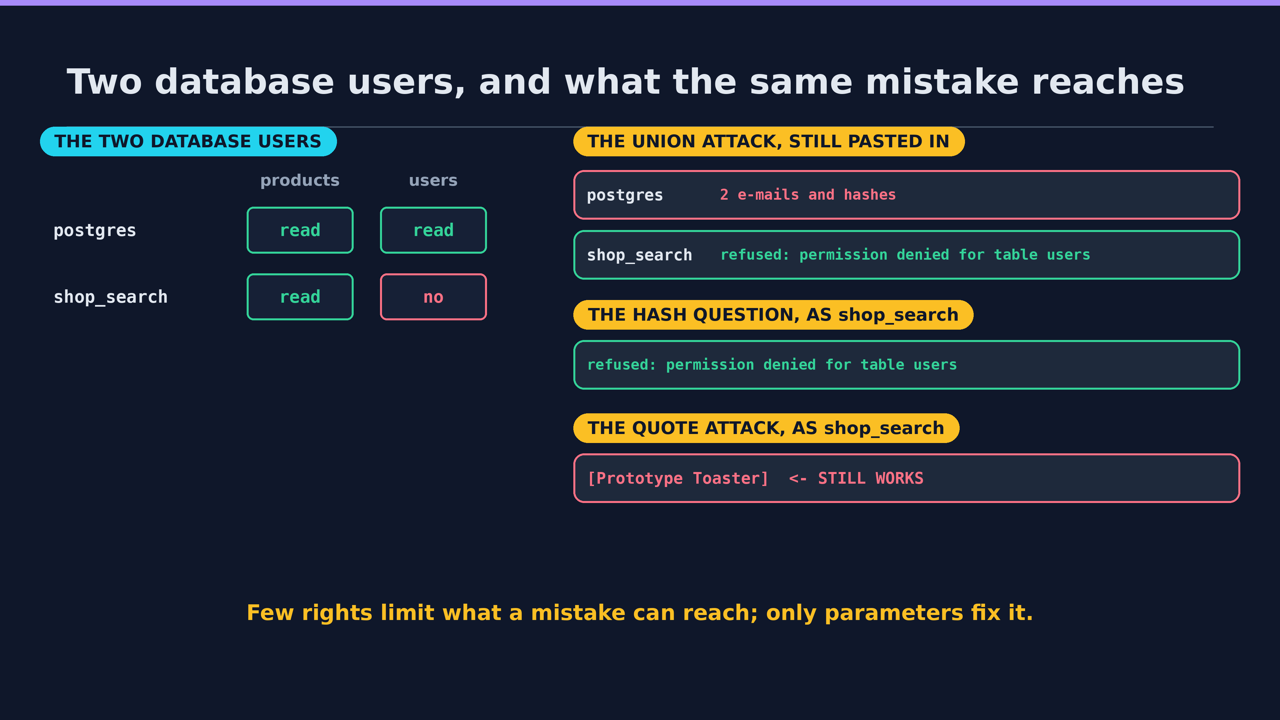 Two database users, and what the same mistake reaches
THE TWO DATABASE USERS
products users
postgres read read
shop_search read no
THE UNION ATTACK, STILL PASTED IN
postgres 2 e-mails and hashes
shop_search refused: permission denied for table users
THE HASH QUESTION, AS shop_search
refused: permission denied for table users
THE QUOTE ATTACK, AS shop_search
[Prototype Toaster] <- STILL WORKS
Few rights limit what a mistake can reach; only parameters fix it.